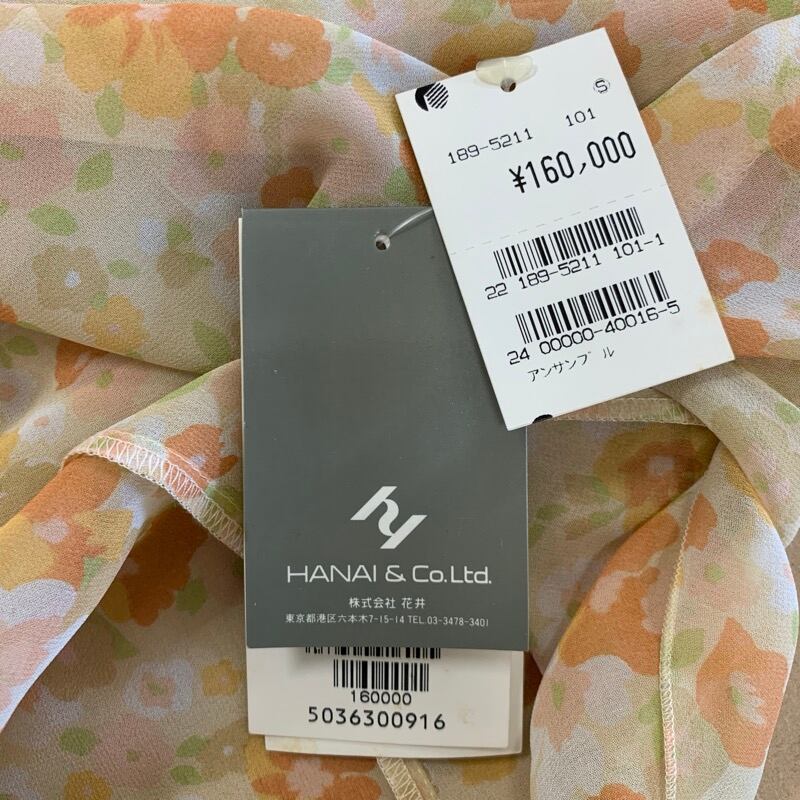 Ⓢ
189-5211 101
¥160,000
22 189-5211 101-1
24 00000-40016-5
アンサンブル
hy
HANAI & Co.Ltd.
株式会社 花井
東京都港区六本木7-15-14 TEL.03-3478-3401
160000
5036300916